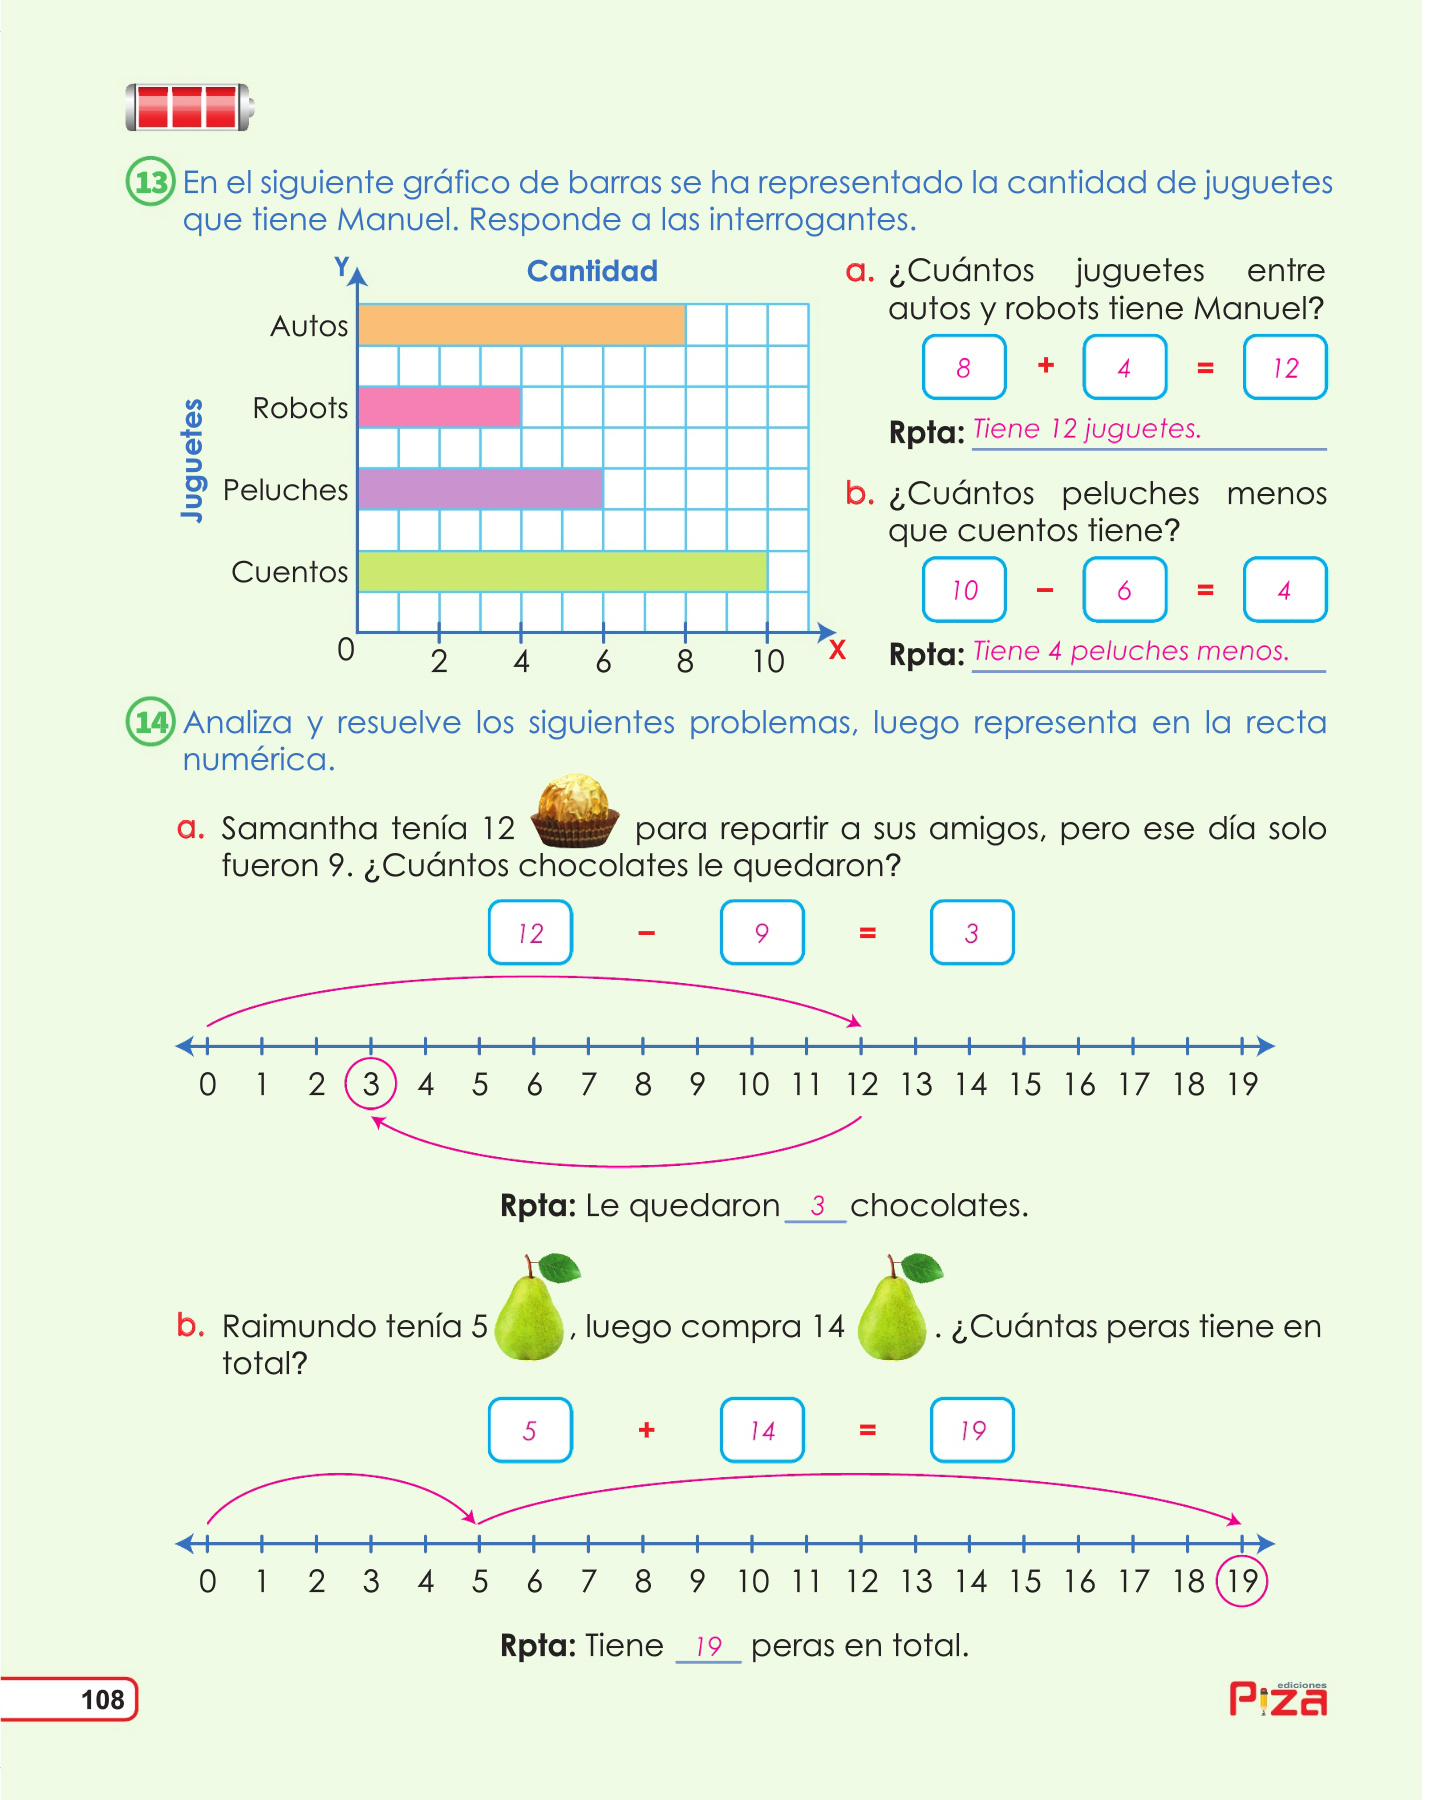 13 En el siguiente gráfico de barras se ha representado la cantidad de juguetes
que tiene Manuel. Responde a las interrogantes.
Y
Cantidad
Juguetes
Autos
Robots
Peluches
Cuentos
0 2 4 6 8 10 X
a. ¿Cuántos juguetes entre
autos y robots tiene Manuel?
8 + 4 = 12
Rpta: Tiene 12 juguetes.
b. ¿Cuántos peluches menos
que cuentos tiene?
10 - 6 = 4
Rpta: Tiene 4 peluches menos.
14 Analiza y resuelve los siguientes problemas, luego representa en la recta
numérica.
a. Samantha tenía 12 para repartir a sus amigos, pero ese día solo
fueron 9. ¿Cuántos chocolates le quedaron?
12 - 9 = 3
0 1 2 3 4 5 6 7 8 9 10 11 12 13 14 15 16 17 18 19
Rpta: Le quedaron 3 chocolates.
b. Raimundo tenía 5 , luego compra 14 . ¿Cuántas peras tiene en
total?
5 + 14 = 19
0 1 2 3 4 5 6 7 8 9 10 11 12 13 14 15 16 17 18 19
Rpta: Tiene 19 peras en total.
108
ediciones
Piza